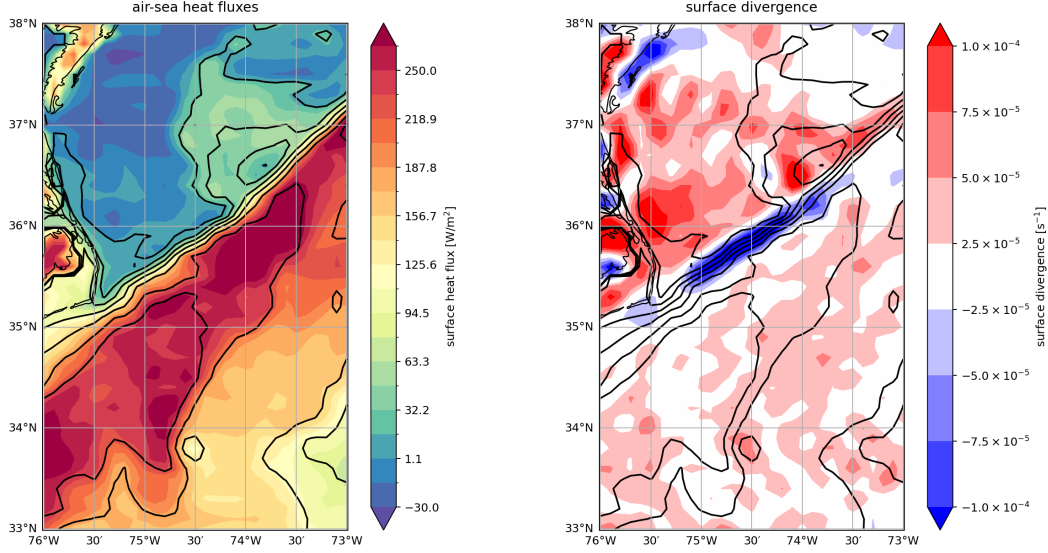 air-sea heat fluxes
38°N
37°N
36°N
35°N
34°N
33°N
76°W 30' 75°W 30' 74°W 30' 73°W
250.0
218.9
187.8
156.7
125.6
94.5
63.3
32.2
1.1
−30.0
surface heat flux [W/m²]
surface divergence
38°N
37°N
36°N
35°N
34°N
33°N
76°W 30' 75°W 30' 74°W 30' 73°W
1.0 × 10⁻⁴
7.5 × 10⁻⁵
5.0 × 10⁻⁵
2.5 × 10⁻⁵
−2.5 × 10⁻⁵
−5.0 × 10⁻⁵
−7.5 × 10⁻⁵
−1.0 × 10⁻⁴
surface divergence [s⁻¹]